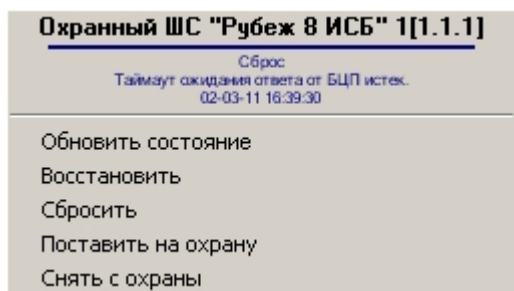 Охранный ШС "Рубеж 8 ИСБ" 1[1.1.1]
Сброс
Таймаут ожидания ответа от БЦП истек.
02-03-11 16:39:30
Обновить состояние
Восстановить
Сбросить
Поставить на охрану
Снять с охраны